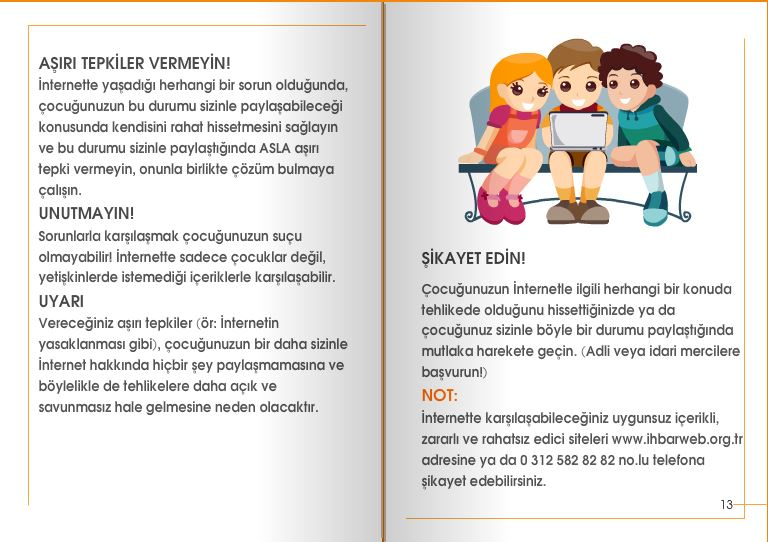 AŞIRI TEPKİLER VERMEYİN!
İnternette yaşadığı herhangi bir sorun olduğunda,
çocuğunuzun bu durumu sizinle paylaşabileceği
konusunda kendisini rahat hissetmesini sağlayın
ve bu durumu sizinle paylaştığında ASLA aşırı
tepki vermeyin, onunla birlikte çözüm bulmaya
çalışın.
UNUTMAYIN!
Sorunlarla karşılaşmak çocuğunuzun suçu
olmayabilir! İnternette sadece çocuklar değil,
yetişkinlerde istemediği içeriklerle karşılaşabilir.
UYARI
Vereceğiniz aşırı tepkiler (ör: İnternetin
yasaklanması gibi), çocuğunuzun bir daha sizinle
İnternet hakkında hiçbir şey paylaşmamasına ve
böylelikle de tehlikelere daha açık ve
savunmasız hale gelmesine neden olacaktır.
ŞİKAYET EDİN!
Çocuğunuzun İnternetle ilgili herhangi bir konuda
tehlikede olduğunu hissettiğinizde ya da
çocuğunuz sizinle böyle bir durumu paylaştığında
mutlaka harekete geçin. (Adli veya idari mercilere
başvurun!)
NOT:
İnternette karşılaşabileceğiniz uygunsuz içerikli,
zararlı ve rahatsız edici siteleri www.ihbarweb.org.tr
adresine ya da 0 312 582 82 82 no.lu telefona
şikayet edebilirsiniz.
13